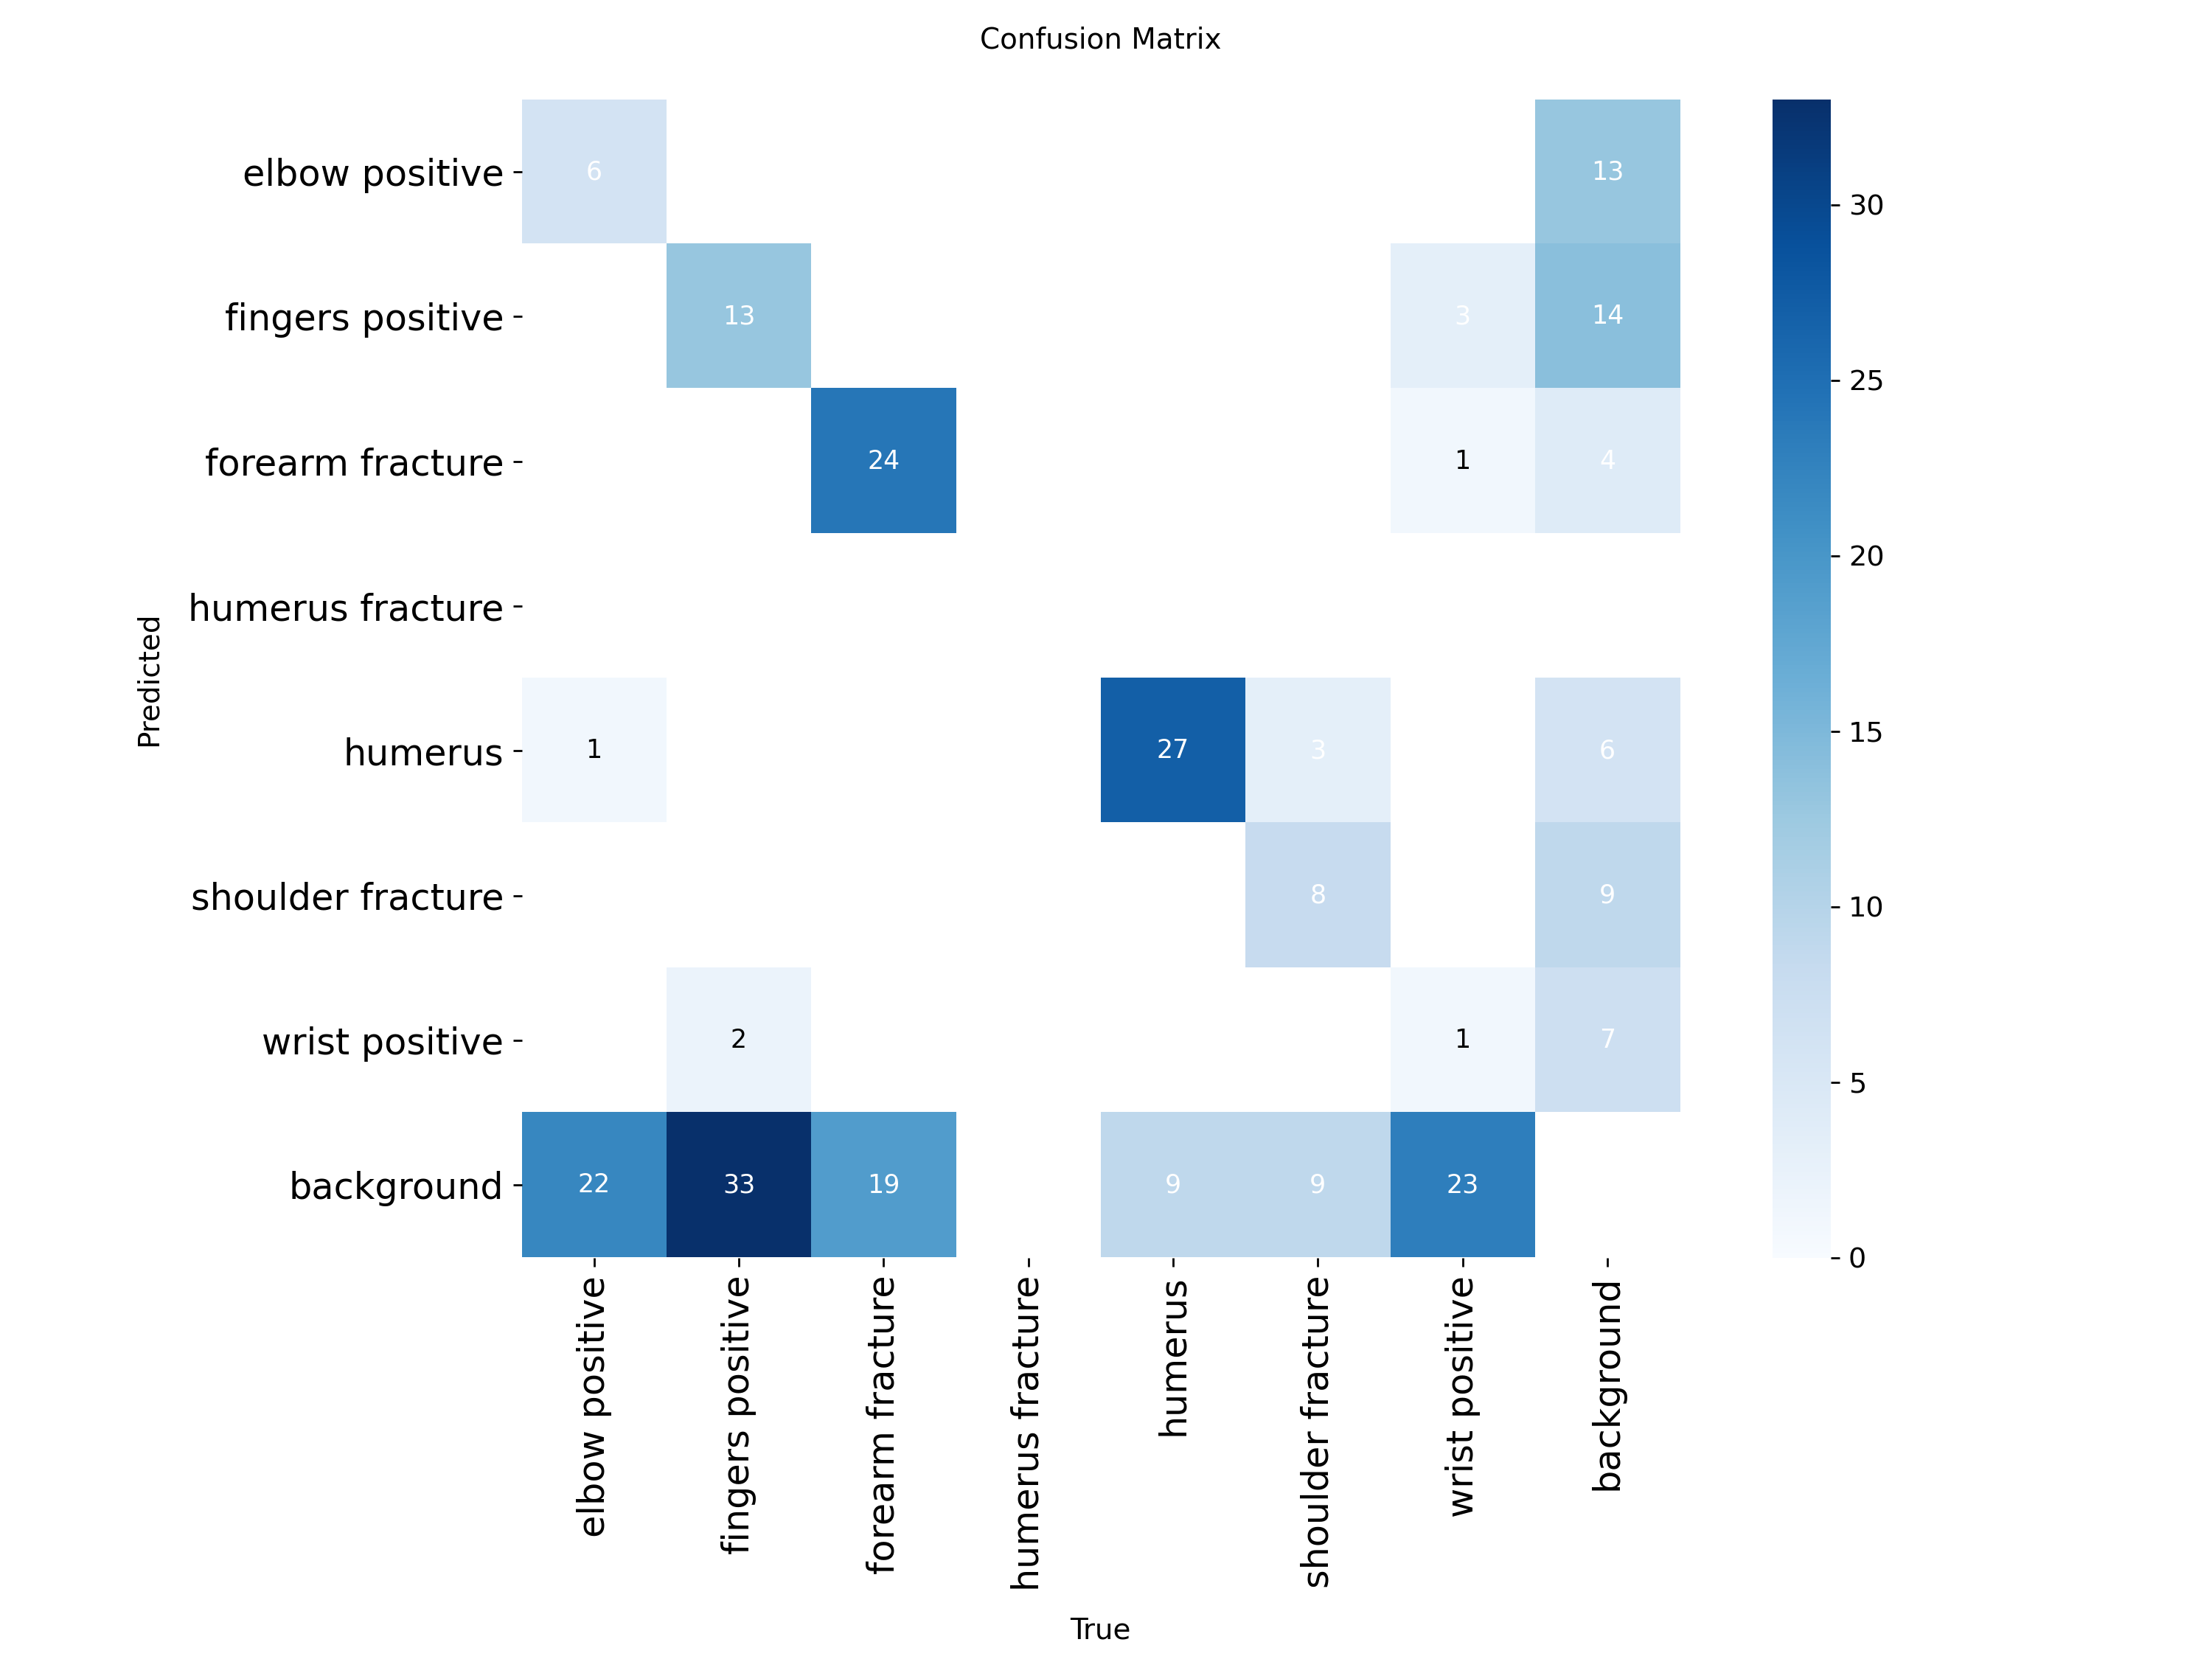 Confusion Matrix
elbow positive 6 13
fingers positive 13 3 14
forearm fracture 24 1 4
humerus fracture
humerus 1 27 3 6
shoulder fracture 8 9
wrist positive 2 1 7
background 22 33 19 9 9 23
Predicted
elbow positive
fingers positive
forearm fracture
humerus fracture
humerus
shoulder fracture
wrist positive
background
True
30
25
20
15
10
5
0